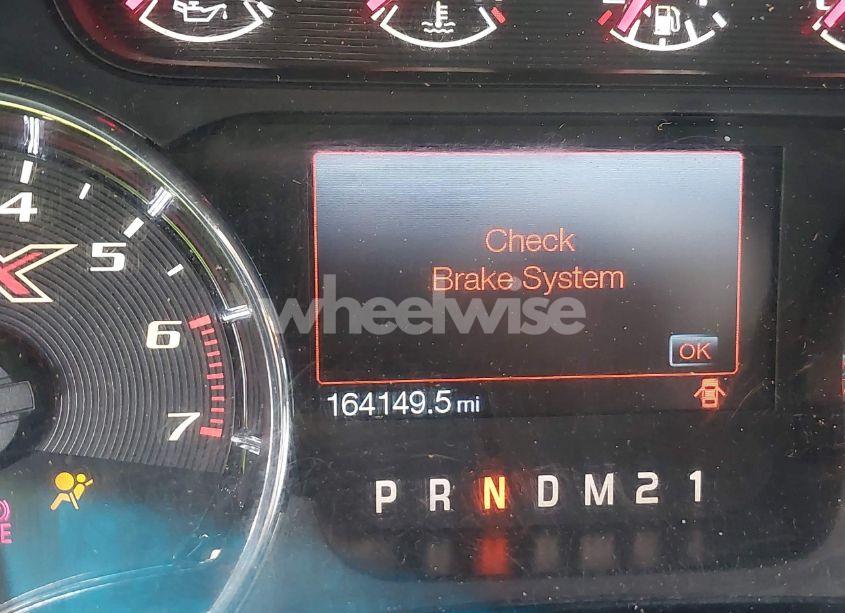 4
5
6
7
Check
Brake System
OK
wheelwise
164149.5 mi
P R N D M 2 1